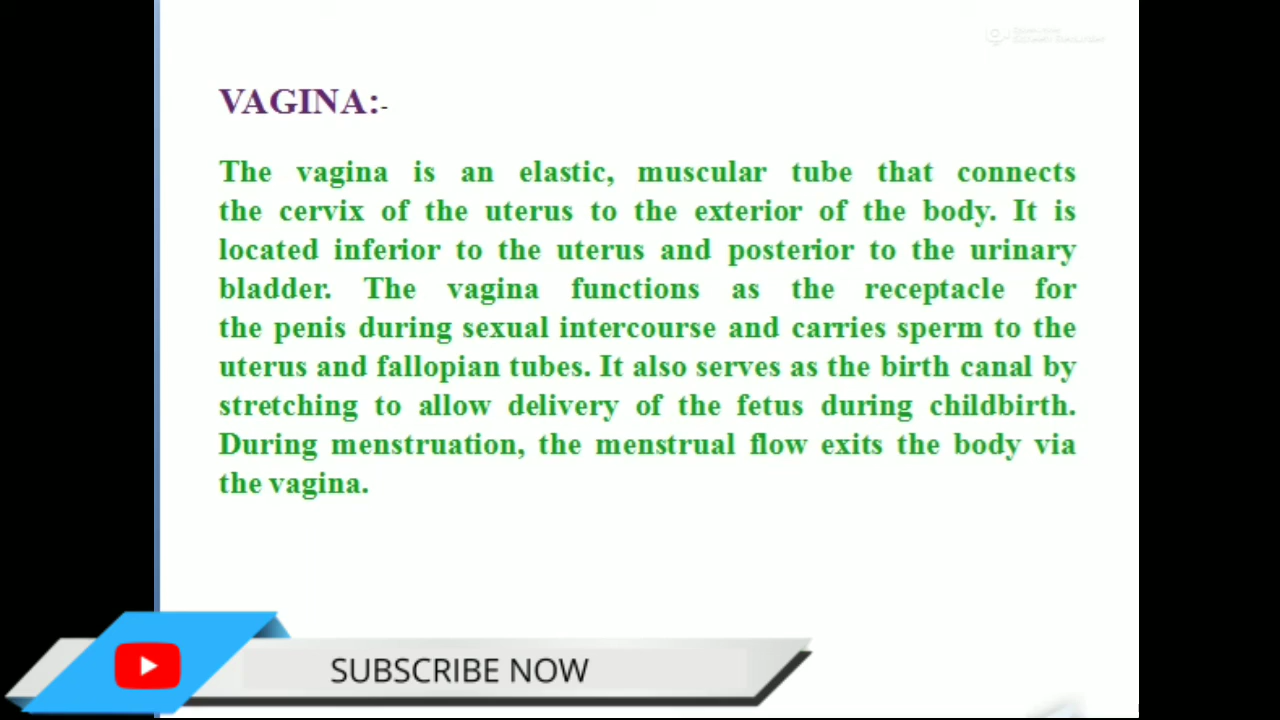 VAGINA:-
The vagina is an elastic, muscular tube that connects
the cervix of the uterus to the exterior of the body. It is
located inferior to the uterus and posterior to the urinary
bladder. The vagina functions as the receptacle for
the penis during sexual intercourse and carries sperm to the
uterus and fallopian tubes. It also serves as the birth canal by
stretching to allow delivery of the fetus during childbirth.
During menstruation, the menstrual flow exits the body via
the vagina.
SUBSCRIBE NOW